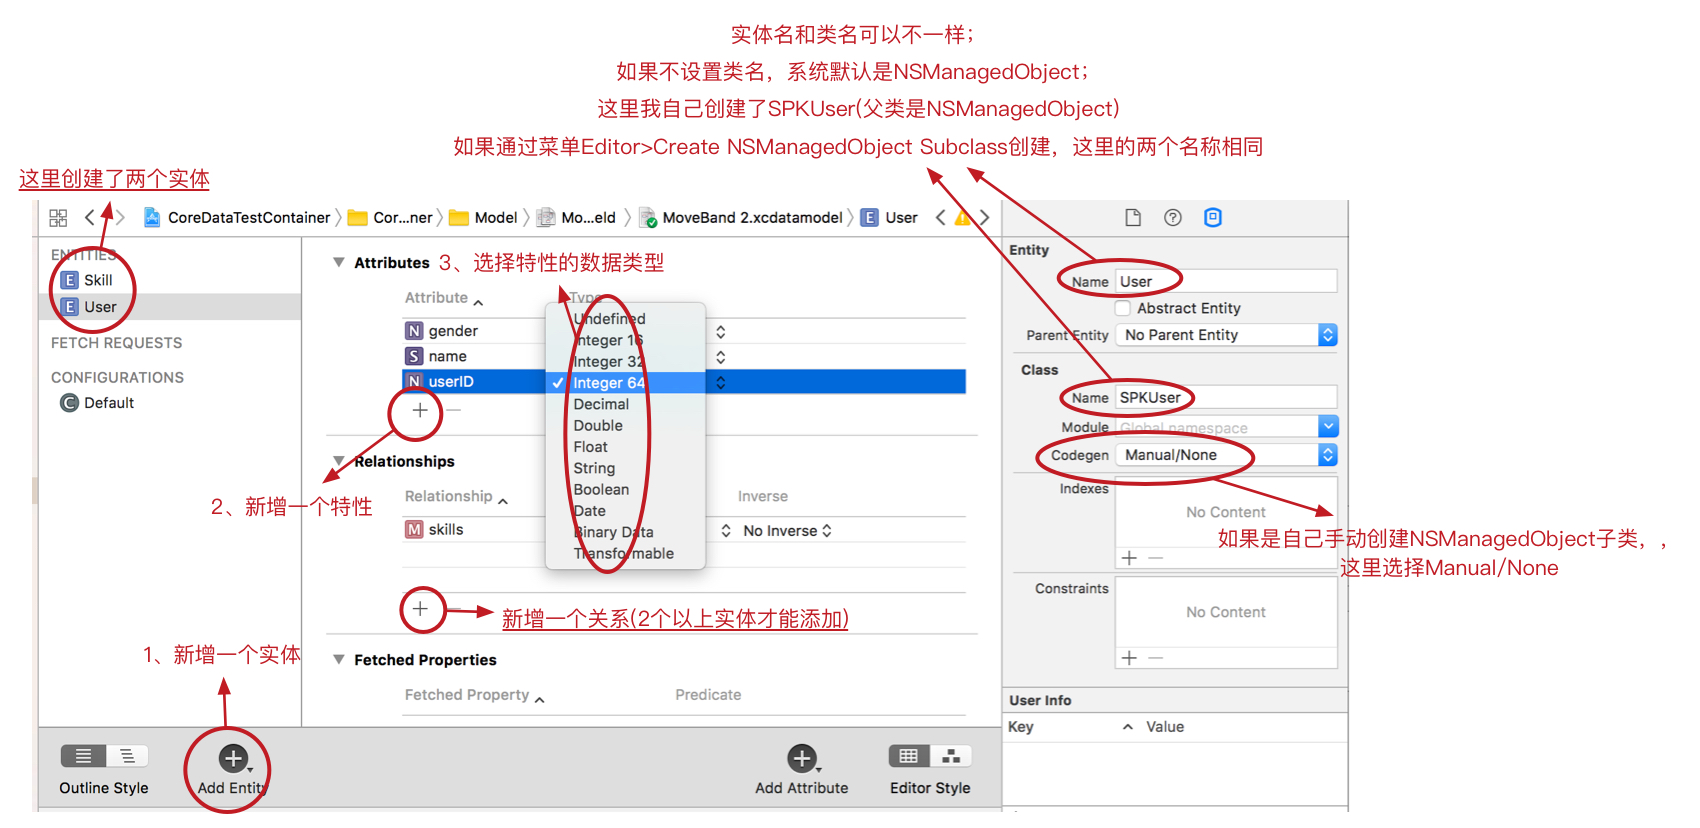 实体名和类名可以不一样；
如果不设置类名，系统默认是NSManagedObject；
这里我自己创建了SPKUser(父类是NSManagedObject)
如果通过菜单Editor>Create NSManagedObject Subclass创建，这里的两个名称相同
这里创建了两个实体
CoreDataTestContainer Cor...ner Model Mo...eld MoveBand 2.xcdatamodel E User
ENTITIES
E Skill
E User
FETCH REQUESTS
CONFIGURATIONS
C Default
Attributes 3、选择特性的数据类型
Attribute Type
N gender
S name
N userID
Undefined
Integer 16
Integer 32
✓ Integer 64
Decimal
Double
Float
String
Boolean
Date
Binary Data
Transformable
2、新增一个特性
Relationships
Relationship Inverse
M skills No Inverse
新增一个关系(2个以上实体才能添加)
Fetched Properties
Fetched Property Predicate
1、新增一个实体
Outline Style Add Entity Add Attribute Editor Style
Entity
Name User
Abstract Entity
Parent Entity No Parent Entity
Class
Name SPKUser
Module Global namespace
Codegen Manual/None
Indexes
No Content
如果是自己手动创建NSManagedObject子类，，
这里选择Manual/None
Constraints
No Content
User Info
Key Value